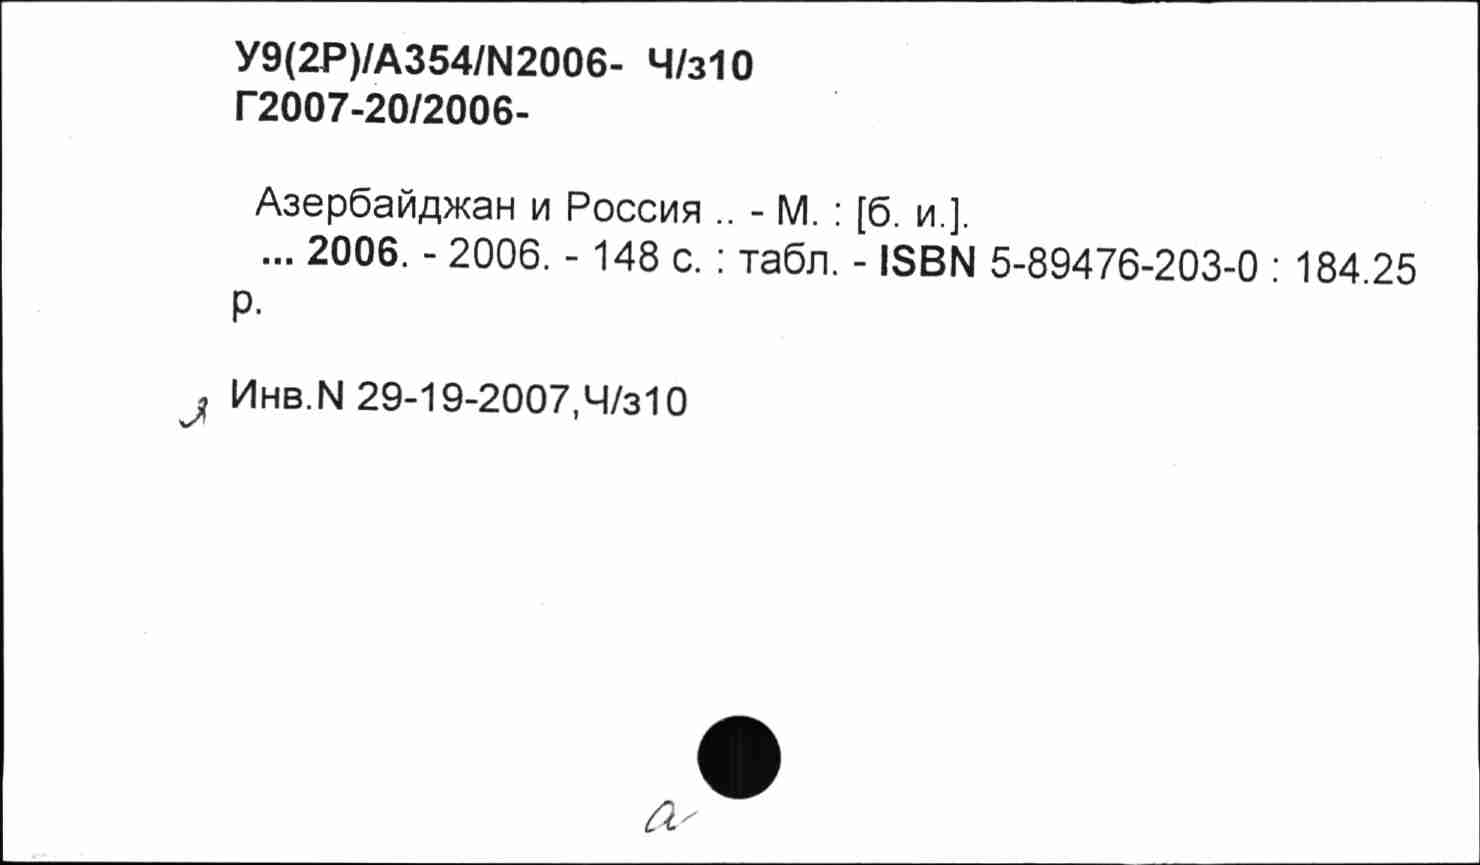 У9(2Р)/А354/N2006- Ч/з10
Г2007-20/2006-
Азербайджан и Россия .. - М. : [б. и.].
... 2006. - 2006. - 148 с. : табл. - ISBN 5-89476-203-0 : 184.25
р.
Инв.N 29-19-2007,Ч/з10
а